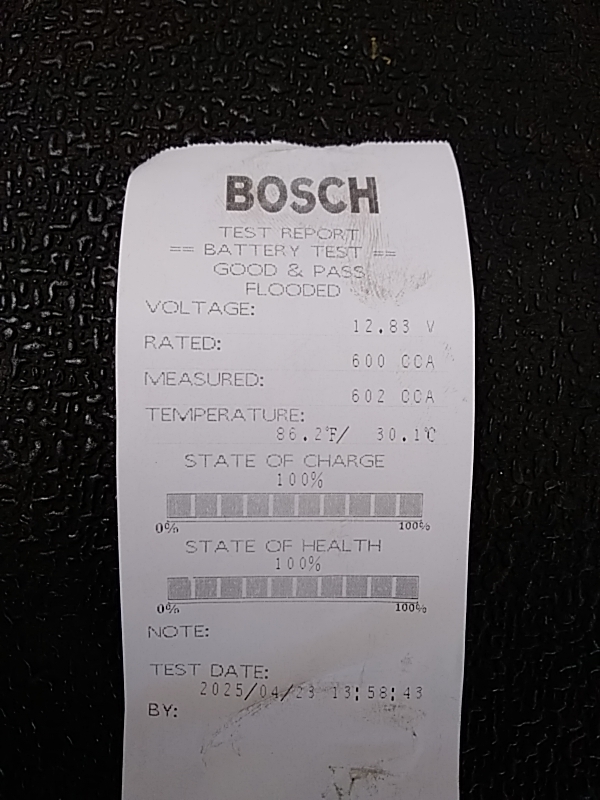 BOSCH
TEST REPORT
== BATTERY TEST ==
GOOD & PASS
FLOODED
VOLTAGE:
12.83 V
RATED:
600 CCA
MEASURED:
602 CCA
TEMPERATURE:
86.2°F/ 30.1°C
STATE OF CHARGE
100%
0% 100%
STATE OF HEALTH
100%
0% 100%
NOTE:
TEST DATE:
2025/04/23 13:58:43
BY: